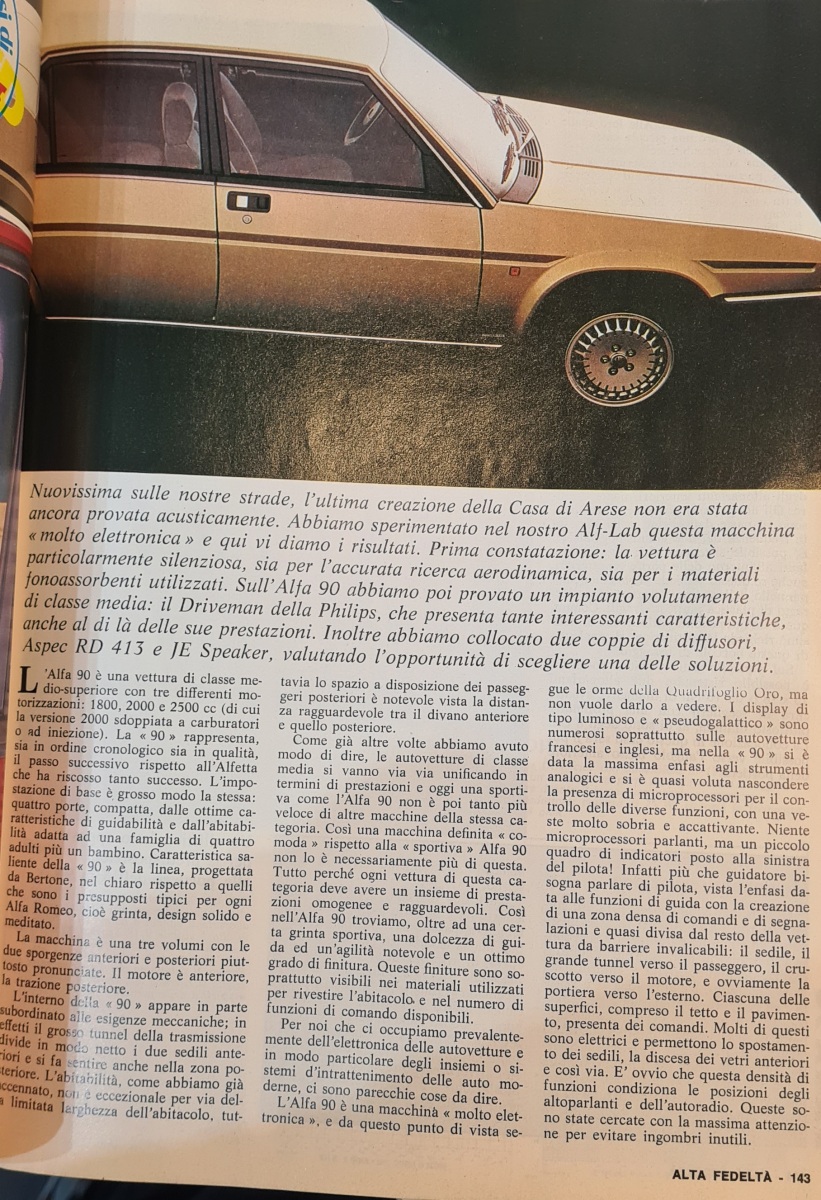 Nuovissima sulle nostre strade, l'ultima creazione della Casa di Arese non era stata
ancora provata acusticamente. Abbiamo sperimentato nel nostro Alf-Lab questa macchina
« molto elettronica » e qui vi diamo i risultati. Prima constatazione: la vettura è
particolarmente silenziosa, sia per l'accurata ricerca aerodinamica, sia per i materiali
fonoassorbenti utilizzati. Sull'Alfa 90 abbiamo poi provato un impianto volutamente
di classe media: il Driveman della Philips, che presenta tante interessanti caratteristiche,
anche al di là delle sue prestazioni. Inoltre abbiamo collocato due coppie di diffusori,
Aspec RD 413 e JE Speaker, valutando l'opportunità di scegliere una delle soluzioni.
L'Alfa 90 è una vettura di classe me-
dio-superiore con tre differenti mo-
torizzazioni: 1800, 2000 e 2500 cc (di cui
la versione 2000 sdoppiata a carburatori
o ad iniezione). La « 90 » rappresenta,
sia in ordine cronologico sia in qualità,
il passo successivo rispetto all'Alfetta
che ha riscosso tanto successo. L'impo-
stazione di base è grosso modo la stessa:
quattro porte, compatta, dalle ottime ca-
ratteristiche di guidabilità e dall'abitabi-
lità adatta ad una famiglia di quattro
adulti più un bambino. Caratteristica sa-
liente della « 90 » è la linea, progettata
da Bertone, nel chiaro rispetto a quelli
che sono i presupposti tipici per ogni
Alfa Romeo, cioè grinta, design solido e
meditato.
La macchina è una tre volumi con le
due sporgenze anteriori e posteriori piut-
tosto pronunciate. Il motore è anteriore,
la trazione posteriore.
L'interno della « 90 » appare in parte
subordinato alle esigenze meccaniche; in
effetti il grosso tunnel della trasmissione
divide in modo netto i due sedili ante-
riori e si fa sentire anche nella zona po-
steriore. L'abitabilità, come abbiamo già
accennato, non è eccezionale per via del-
la limitata larghezza dell'abitacolo, tut-
tavia lo spazio a disposizione dei passeg-
geri posteriori è notevole vista la distan-
za ragguardevole tra il divano anteriore
e quello posteriore.
Come già altre volte abbiamo avuto
modo di dire, le autovetture di classe
media si vanno via via unificando in
termini di prestazioni e oggi una sporti-
va come l'Alfa 90 non è poi tanto più
veloce di altre macchine della stessa ca-
tegoria. Così una macchina definita « co-
moda » rispetto alla « sportiva » Alfa 90
non lo è necessariamente più di questa.
Tutto perché ogni vettura di questa ca-
tegoria deve avere un insieme di presta-
zioni omogenee e ragguardevoli. Così
nell'Alfa 90 troviamo, oltre ad una cer-
ta grinta sportiva, una dolcezza di gui-
da ed un'agilità notevole e un ottimo
grado di finitura. Queste finiture sono so-
prattutto visibili nei materiali utilizzati
per rivestire l'abitacolo e nel numero di
funzioni di comando disponibili.
Per noi che ci occupiamo prevalente-
mente dell'elettronica delle autovetture e
in modo particolare degli insiemi o si-
stemi d'intrattenimento delle auto mo-
derne, ci sono parecchie cose da dire.
L'Alfa 90 è una macchina « molto elet-
tronica », e da questo punto di vista se-
gue le orme della Quadrifoglio Oro, ma
non vuole darlo a vedere. I display di
tipo luminoso e « pseudogalattico » sono
numerosi soprattutto sulle autovetture
francesi e inglesi, ma nella « 90 » si è
data la massima enfasi agli strumenti
analogici e si è quasi voluta nascondere
la presenza di microprocessori per il con-
trollo delle diverse funzioni, con una ve-
ste molto sobria e accattivante. Niente
microprocessori parlanti, ma un piccolo
quadro di indicatori posto alla sinistra
del pilota! Infatti più che guidatore bi-
sogna parlare di pilota, vista l'enfasi da-
ta alle funzioni di guida con la creazione
di una zona densa di comandi e di segna-
lazioni e quasi divisa dal resto della vet-
tura da barriere invalicabili: il sedile, il
grande tunnel verso il passeggero, il cru-
scotto verso il motore, e ovviamente la
portiera verso l'esterno. Ciascuna delle
superfici, compreso il tetto e il pavimen-
to, presenta dei comandi. Molti di questi
sono elettrici e permettono lo spostamen-
to dei sedili, la discesa dei vetri anteriori
e così via. E' ovvio che questa densità di
funzioni condiziona le posizioni degli
altoparlanti e dell'autoradio. Queste so-
no state cercate con la massima attenzio-
ne per evitare ingombri inutili.
ALTA FEDELTÀ - 143